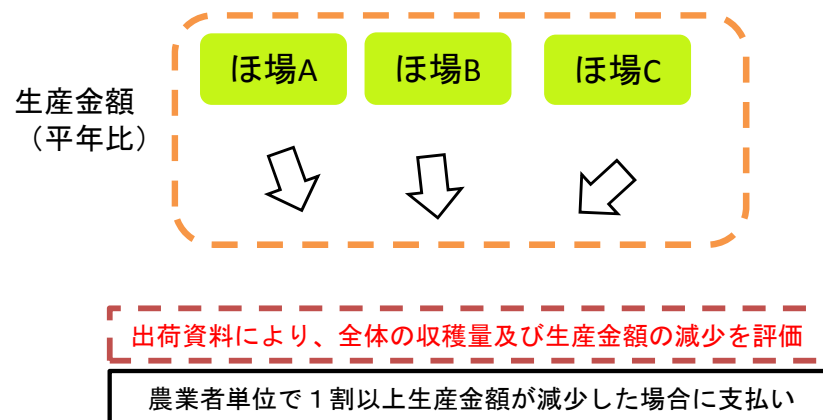 ほ場A
ほ場B
ほ場C
生産金額
（平年比）
出荷資料により、全体の収穫量及び生産金額の減少を評価
農業者単位で１割以上生産金額が減少した場合に支払い